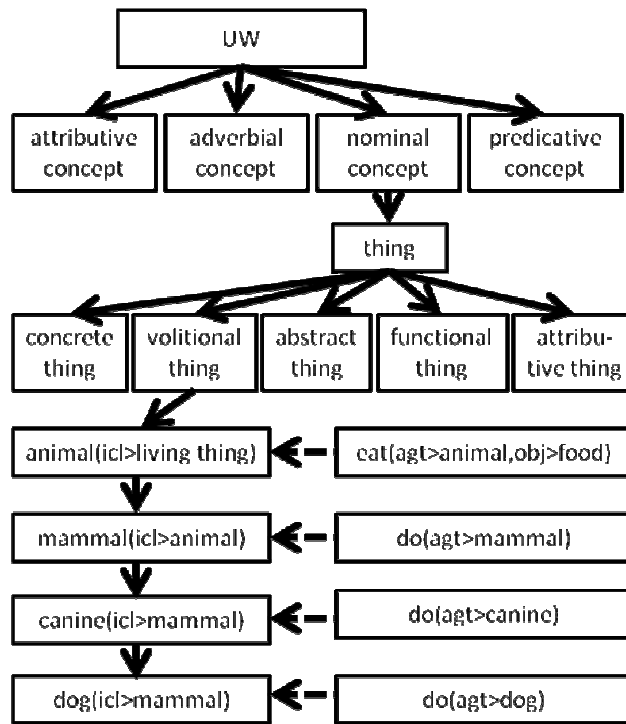 UW
attributive
concept
adverbial
concept
nominal
concept
predicative
concept
thing
concrete
thing
volitional
thing
abstract
thing
functional
thing
attribu-
tive thing
animal(icl>living thing)
eat(agt>animal,obj>food)
mammal(icl>animal)
do(agt>mammal)
canine(icl>mammal)
do(agt>canine)
dog(icl>mammal)
do(agt>dog)